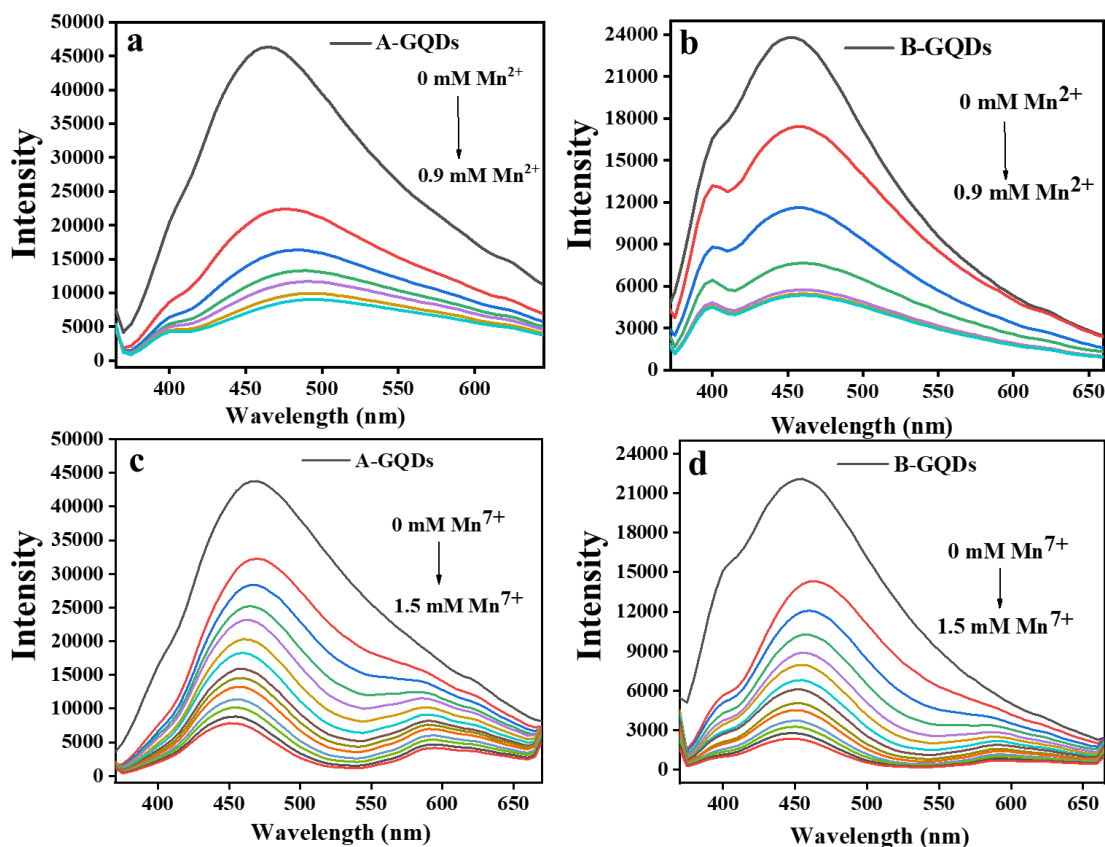 a
A-GQDs
0 mM Mn2+
0.9 mM Mn2+
Intensity
50000
45000
40000
35000
30000
25000
20000
15000
10000
5000
0
400 450 500 550 600
Wavelength (nm)
b
B-GQDs
0 mM Mn2+
0.9 mM Mn2+
Intensity
24000
21000
18000
15000
12000
9000
6000
3000
0
400 450 500 550 600 650
Wavelength (nm)
c
A-GQDs
0 mM Mn7+
1.5 mM Mn7+
Intensity
50000
45000
40000
35000
30000
25000
20000
15000
10000
5000
0
400 450 500 550 600 650
Wavelength (nm)
d
B-GQDs
0 mM Mn7+
1.5 mM Mn7+
Intensity
24000
21000
18000
15000
12000
9000
6000
3000
0
400 450 500 550 600 650
Wavelength (nm)